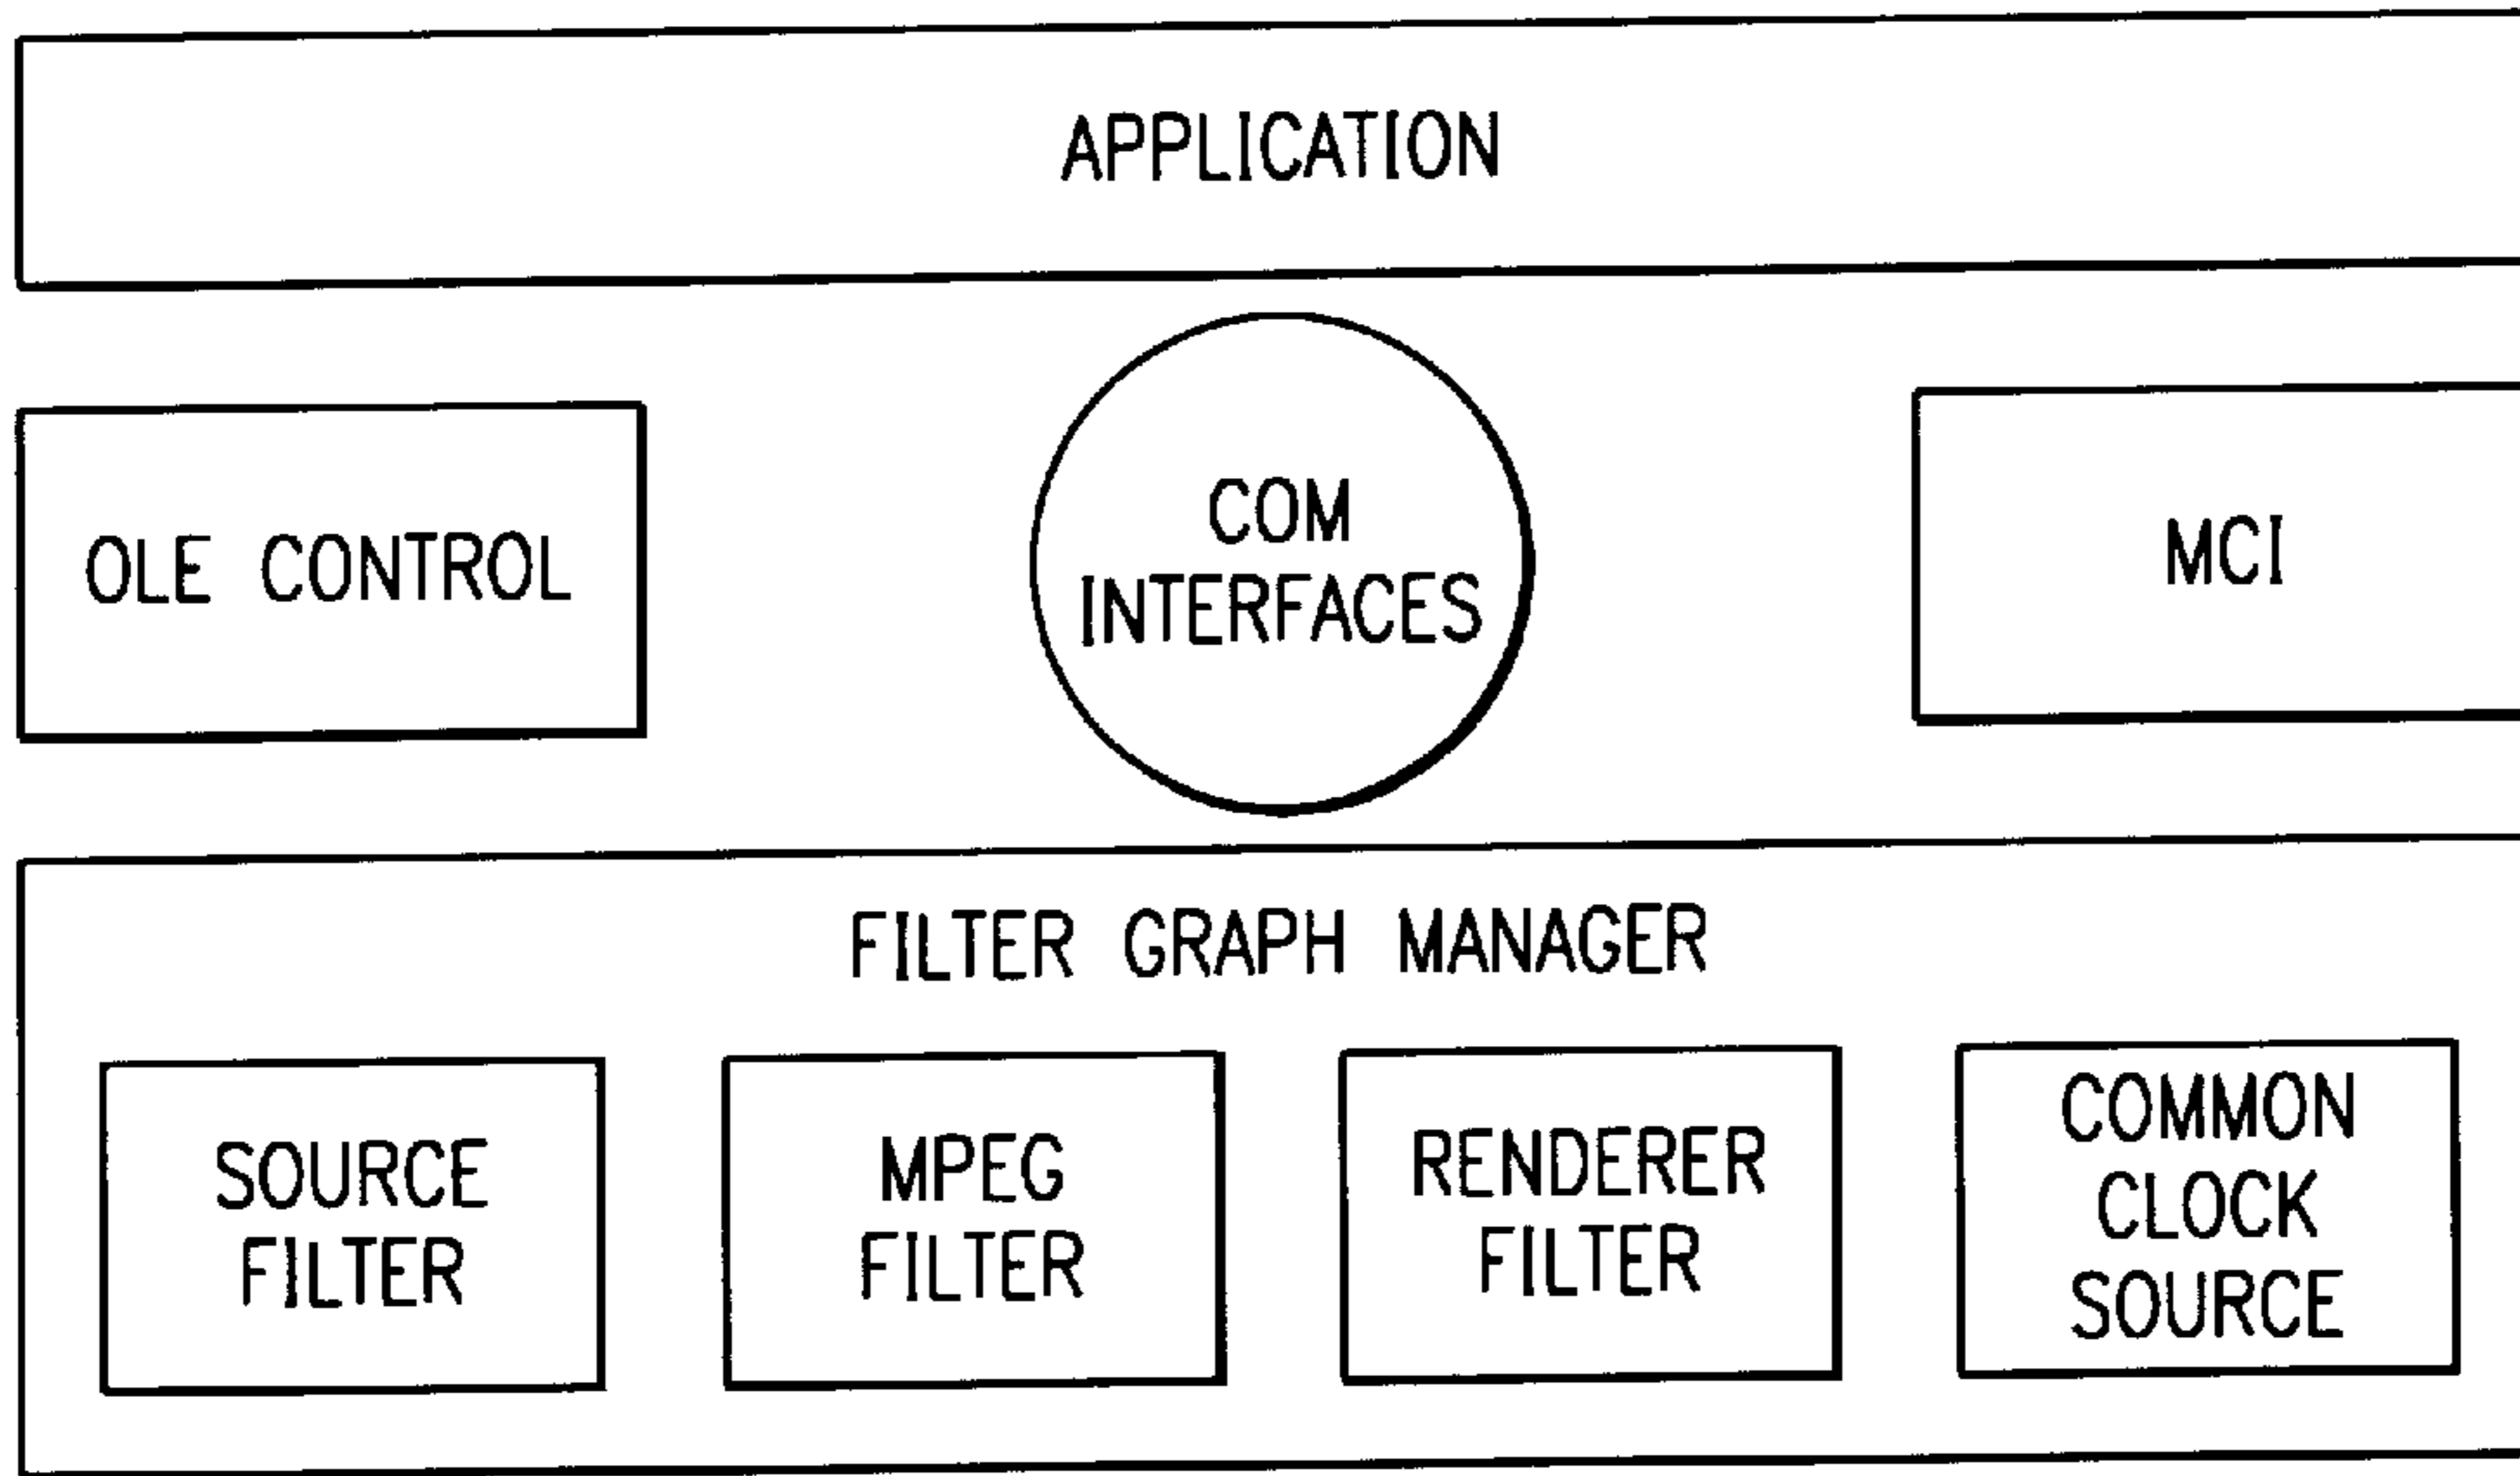 APPLICATION
OLE CONTROL
COM
INTERFACES
MCI
FILTER GRAPH MANAGER
SOURCE
FILTER
MPEG
FILTER
RENDERER
FILTER
COMMON
CLOCK
SOURCE